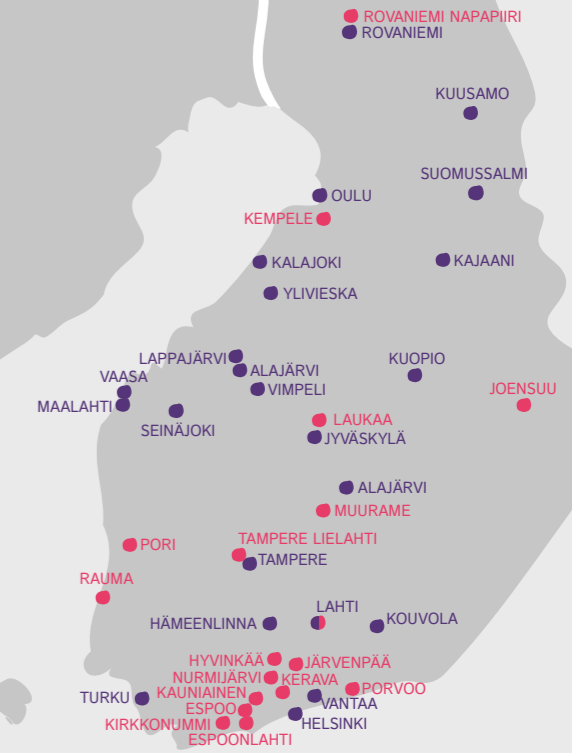 ROVANIEMI NAPAPIIRI
ROVANIEMI
KUUSAMO
SUOMUSSALMI
OULU
KEMPELE
KALAJOKI
KAJAANI
YLIVIESKA
LAPPAJÄRVI
ALAJÄRVI
KUOPIO
VAASA
VIMPELI
JOENSUU
MAALAHTI
LAUKAA
SEINÄJOKI
JYVÄSKYLÄ
ALAJÄRVI
MUURAME
PORI
TAMPERE LIELAHTI
TAMPERE
RAUMA
LAHTI
HÄMEENLINNA
KOUVOLA
HYVINKÄÄ
JÄRVENPÄÄ
NURMIJÄRVI
KERAVA
KAUNIAINEN
PORVOO
TURKU
VANTAA
ESPOO
KIRKKONUMMI
HELSINKI
ESPOONLAHTI